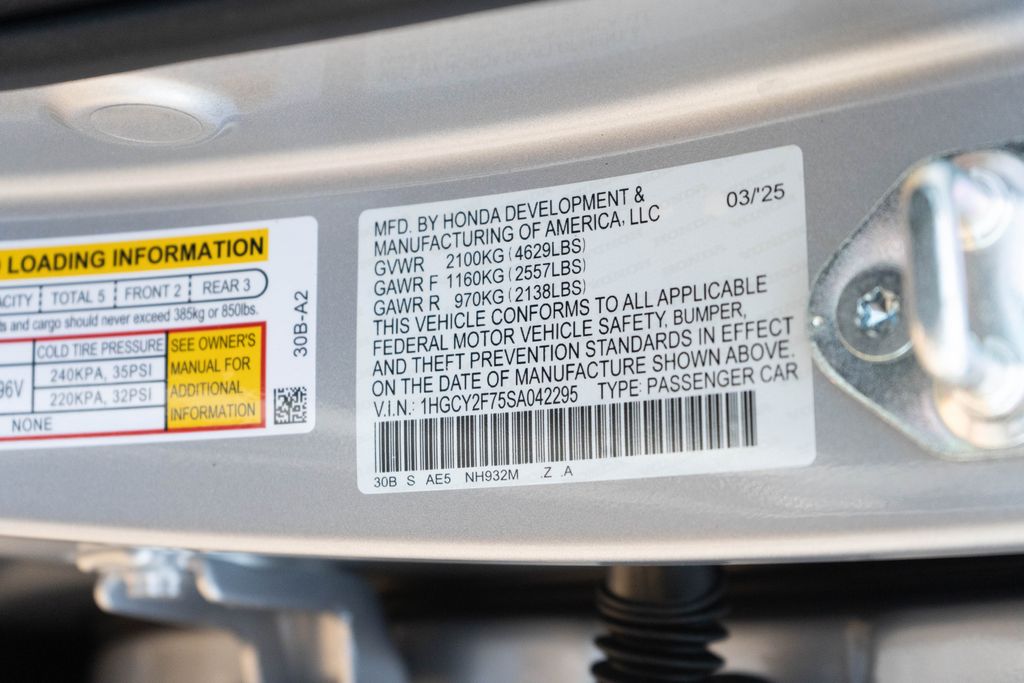 LOADING INFORMATION
TOTAL 5 FRONT 2 REAR 3
and cargo should never exceed 385kg or 850lbs.
COLD TIRE PRESSURE
240KPA, 35PSI
96V
220KPA, 32PSI
NONE
SEE OWNER'S
MANUAL FOR
ADDITIONAL
INFORMATION
30B-A2
MFD. BY HONDA DEVELOPMENT &
MANUFACTURING OF AMERICA, LLC
03/'25
GVWR 2100KG (4629LBS)
GAWR F 1160KG (2557LBS)
GAWR R 970KG (2138LBS)
THIS VEHICLE CONFORMS TO ALL APPLICABLE
FEDERAL MOTOR VEHICLE SAFETY, BUMPER,
AND THEFT PREVENTION STANDARDS IN EFFECT
ON THE DATE OF MANUFACTURE SHOWN ABOVE.
V.I.N.: 1HGCY2F75SA042295 TYPE: PASSENGER CAR
30B S AE5 NH932M .Z .A